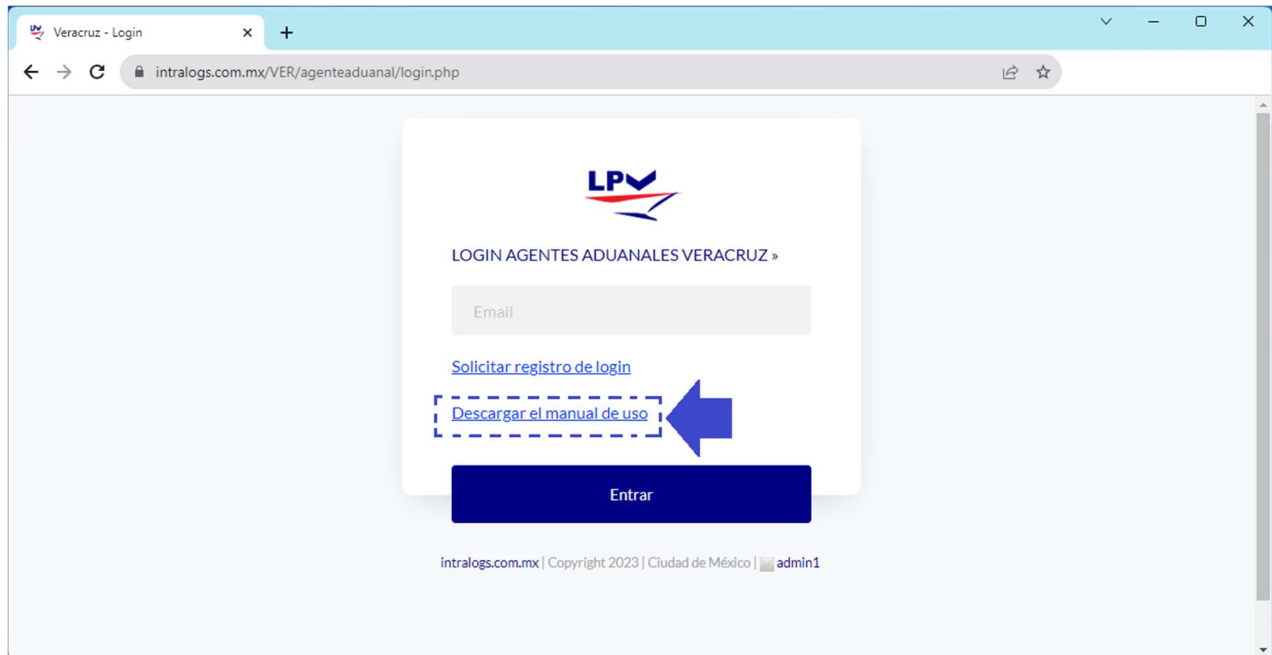 Veracruz - Login
intralogs.com.mx/VER/agenteaduanal/login.php
LPV
LOGIN AGENTES ADUANALES VERACRUZ »
Email
Solicitar registro de login
Descargar el manual de uso
Entrar
intralogs.com.mx | Copyright 2023 | Ciudad de México | admin1